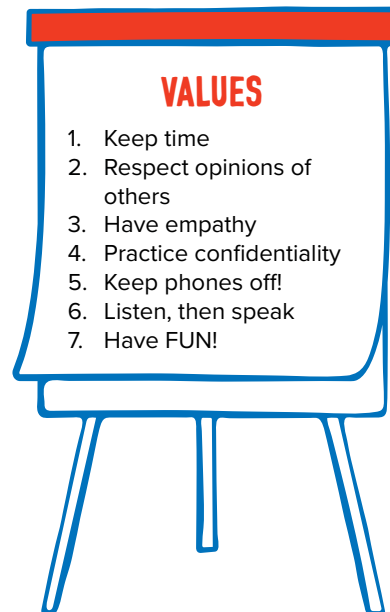 VALUES
1. Keep time
2. Respect opinions of
others
3. Have empathy
4. Practice confidentiality
5. Keep phones off!
6. Listen, then speak
7. Have FUN!